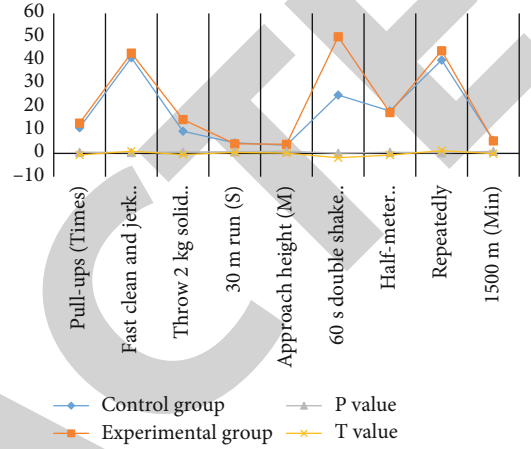 60
50
40
30
20
10
0
–10
Pull-ups (Times)
Fast clean and jerk..
Throw 2 kg solid..
30 m run (S)
Approach height (M)
60 s double shake..
Half-meter..
Repeatedly
1500 m (Min)
Control group
P value
Experimental group
T value